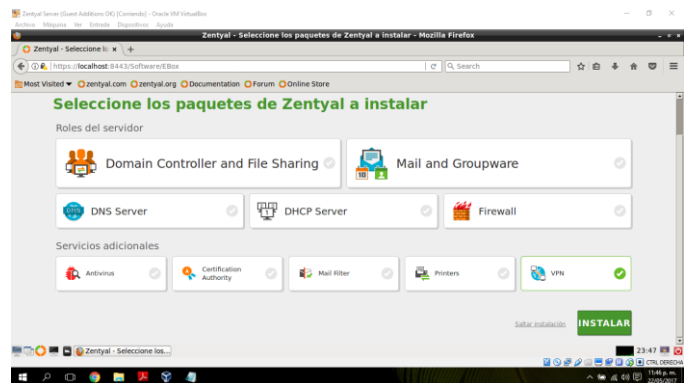 Zentyal Server (Guest Additions OK) [Corriendo] - Oracle VM VirtualBox
Archivo Máquina Ver Entrada Dispositivos Ayuda
Zentyal - Seleccione los paquetes de Zentyal a instalar - Mozilla Firefox
Zentyal - Seleccione lo
https://localhost:8443/Software/EBox
Search
Most Visited Zentyal.com Zentyal.org Documentation Forum Online Store
Seleccione los paquetes de Zentyal a instalar
Roles del servidor
Domain Controller and File Sharing
Mail and Groupware
DNS Server
DHCP Server
Firewall
Servicios adicionales
Antivirus
Certification
Authority
Mail Filter
Printers
VPN
Saltar instalación
INSTALAR
Zentyal - Seleccione los...
23:47
CTRL DERECHA
11:46 p. m.
22/05/2017